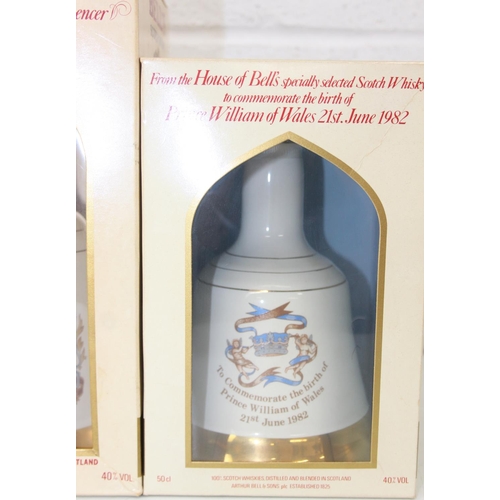 encer
From the House of Bell's specially selected Scotch Whisky
to commemorate the birth of
Prince William of Wales 21st. June 1982
To Commemorate the birth of
Prince William of Wales
21st June 1982
TLAND
40% VOL
50cl
100% SCOTCH WHISKIES DISTILLED AND BLENDED IN SCOTLAND
ARTHUR BELL & SONS plc ESTABLISHED 1825
40% VOL